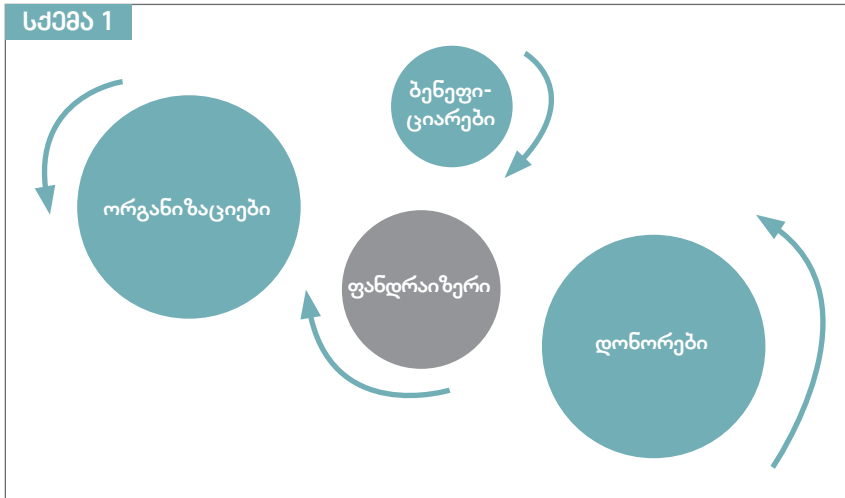 სქემა 1
ბენეფი-
ციარები
ორგანიზაციები
ფანდრაიზერი
დონორები